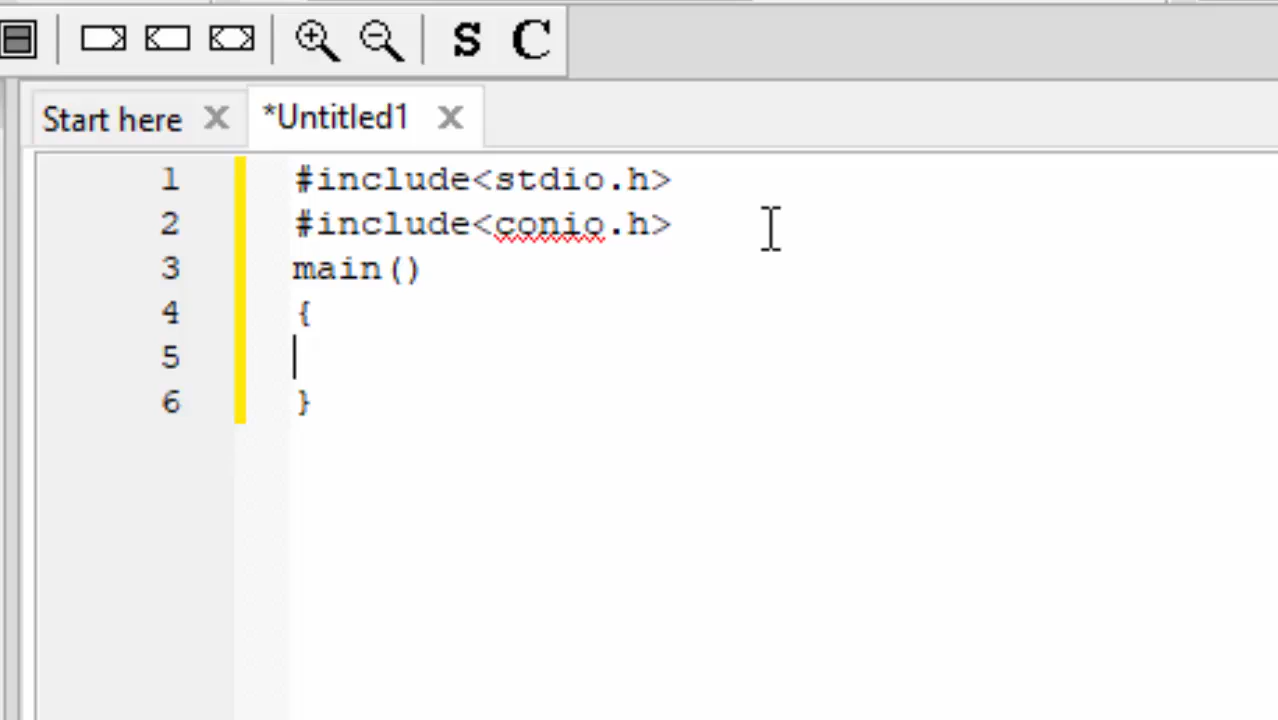 S C
Start here X *Untitled1 X
1 #include<stdio.h>
2 #include<conio.h>
3 main()
4 {
5
6 }